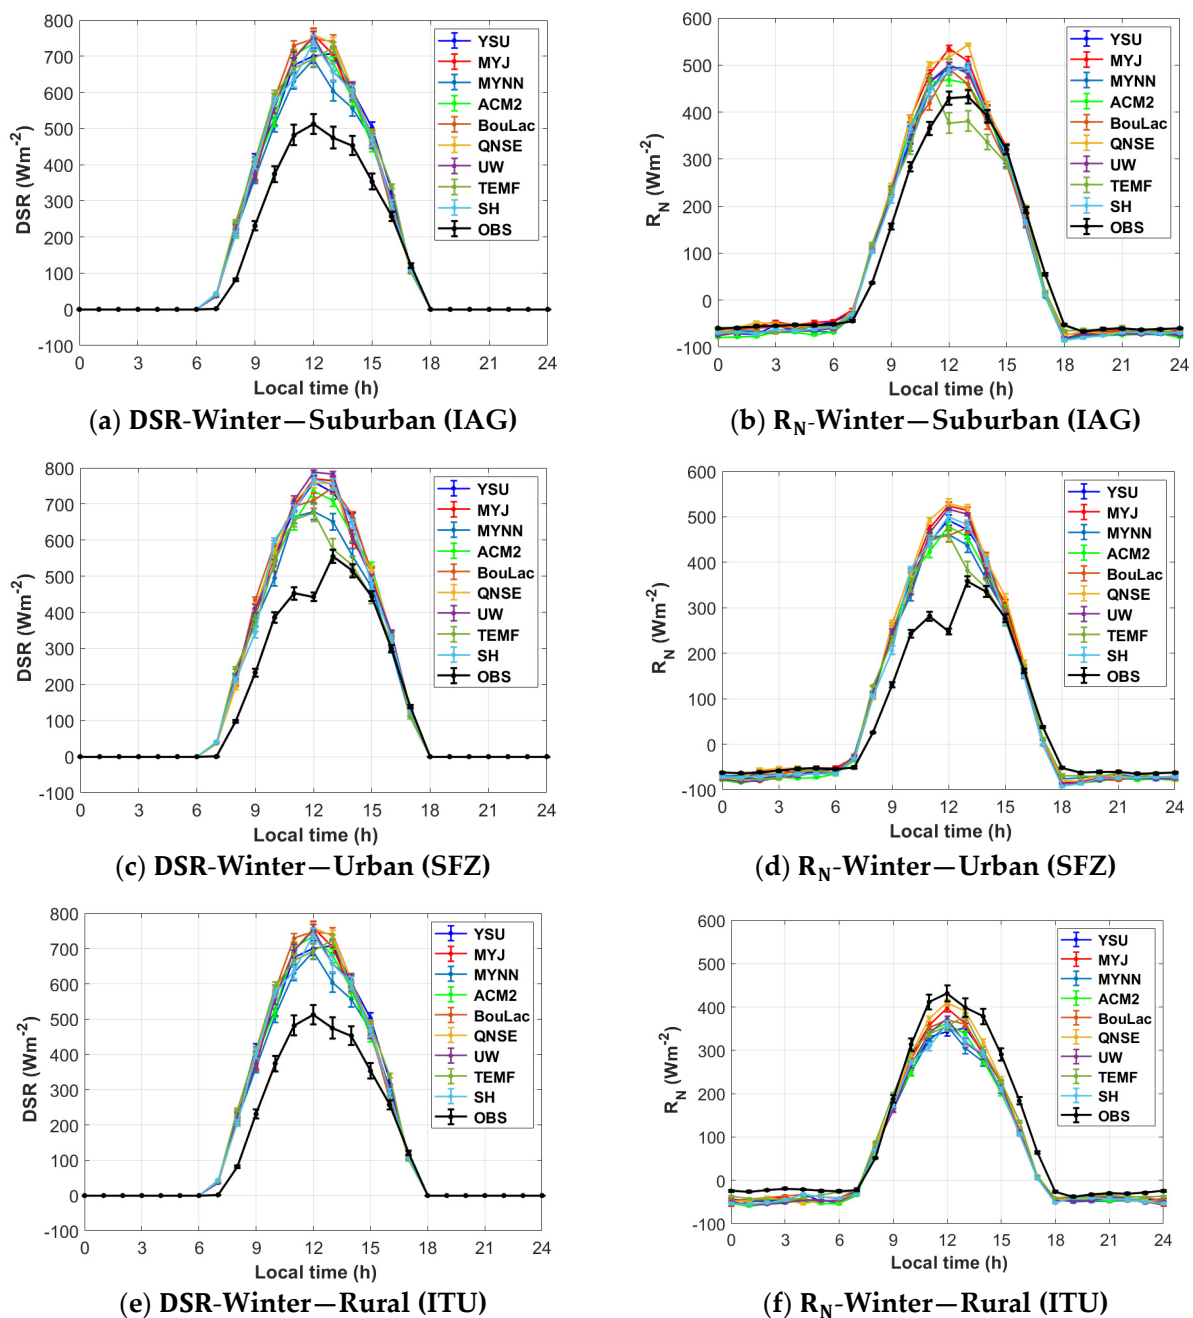 800
700
600
500
400
300
200
100
0
-100
DSR (Wm-2)
0 3 6 9 12 15 18 21 24
Local time (h)
YSU
MYJ
MYNN
ACM2
BouLac
QNSE
UW
TEMF
SH
OBS
(a) DSR-Winter—Suburban (IAG)
600
500
400
300
200
100
0
-100
RN (Wm-2)
0 3 6 9 12 15 18 21 24
Local time (h)
YSU
MYJ
MYNN
ACM2
BouLac
QNSE
UW
TEMF
SH
OBS
(b) RN-Winter—Suburban (IAG)
800
700
600
500
400
300
200
100
0
-100
DSR (Wm-2)
0 3 6 9 12 15 18 21 24
Local time (h)
YSU
MYJ
MYNN
ACM2
BouLac
QNSE
UW
TEMF
SH
OBS
(c) DSR-Winter—Urban (SFZ)
600
500
400
300
200
100
0
-100
RN (Wm-2)
0 3 6 9 12 15 18 21 24
Local time (h)
YSU
MYJ
MYNN
ACM2
BouLac
QNSE
UW
TEMF
SH
OBS
(d) RN-Winter—Urban (SFZ)
800
700
600
500
400
300
200
100
0
-100
DSR (Wm-2)
0 3 6 9 12 15 18 21 24
Local time (h)
YSU
MYJ
MYNN
ACM2
BouLac
QNSE
UW
TEMF
SH
OBS
(e) DSR-Winter—Rural (ITU)
600
500
400
300
200
100
0
-100
RN (Wm-2)
0 3 6 9 12 15 18 21 24
Local time (h)
YSU
MYJ
MYNN
ACM2
BouLac
QNSE
UW
TEMF
SH
OBS
(f) RN-Winter—Rural (ITU)